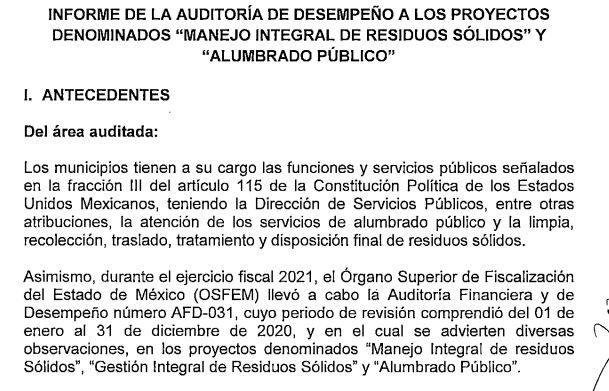 INFORME DE LA AUDITORÍA DE DESEMPEÑO A LOS PROYECTOS
DENOMINADOS “MANEJO INTEGRAL DE RESIDUOS SÓLIDOS” Y
“ALUMBRADO PÚBLICO”
I. ANTECEDENTES
Del área auditada:
Los municipios tienen a su cargo las funciones y servicios públicos señalados
en la fracción III del artículo 115 de la Constitución Política de los Estados
Unidos Mexicanos, teniendo la Dirección de Servicios Públicos, entre otras
atribuciones, la atención de los servicios de alumbrado público y la limpia,
recolección, traslado, tratamiento y disposición final de residuos sólidos.
Asimismo, durante el ejercicio fiscal 2021, el Órgano Superior de Fiscalización
del Estado de México (OSFEM) llevó a cabo la Auditoría Financiera y de
Desempeño número AFD-031, cuyo periodo de revisión comprendió del 01 de
enero al 31 de diciembre de 2020, y en el cual se advierten diversas
observaciones, en los proyectos denominados “Manejo Integral de residuos
Sólidos”, “Gestión Integral de Residuos Sólidos” y “Alumbrado Público”.